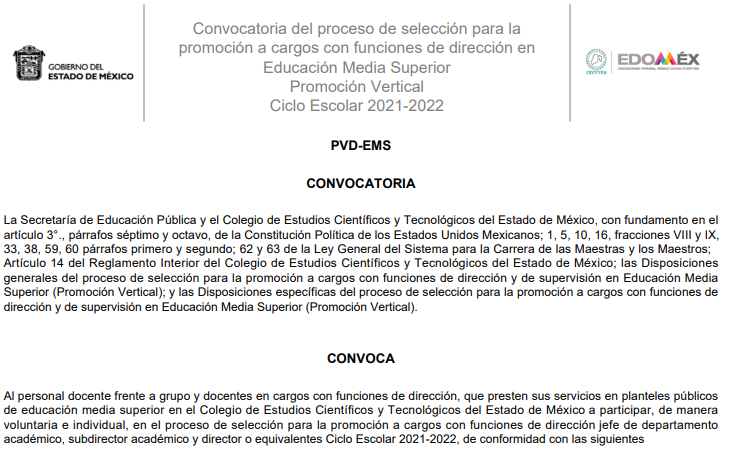 Convocatoria del proceso de selección para la
promoción a cargos con funciones de dirección en
Educación Media Superior
Promoción Vertical
Ciclo Escolar 2021-2022
GOBIERNO DEL
ESTADO DE MÉXICO
EDOMÉX
PVD-EMS
CONVOCATORIA
La Secretaría de Educación Pública y el Colegio de Estudios Científicos y Tecnológicos del Estado de México, con fundamento en el
artículo 3°., párrafos séptimo y octavo, de la Constitución Política de los Estados Unidos Mexicanos; 1, 5, 10, 16, fracciones VIII y IX,
33, 38, 59, 60 párrafos primero y segundo; 62 y 63 de la Ley General del Sistema para la Carrera de las Maestras y los Maestros;
Artículo 14 del Reglamento Interior del Colegio de Estudios Científicos y Tecnológicos del Estado de México; las Disposiciones
generales del proceso de selección para la promoción a cargos con funciones de dirección y de supervisión en Educación Media
Superior (Promoción Vertical); y las Disposiciones específicas del proceso de selección para la promoción a cargos con funciones de
dirección y de supervisión en Educación Media Superior (Promoción Vertical).
CONVOCA
Al personal docente frente a grupo y docentes en cargos con funciones de dirección, que presten sus servicios en planteles públicos
de educación media superior en el Colegio de Estudios Científicos y Tecnológicos del Estado de México a participar, de manera
voluntaria e individual, en el proceso de selección para la promoción a cargos con funciones de dirección jefe de departamento
académico, subdirector académico y director o equivalentes Ciclo Escolar 2021-2022, de conformidad con las siguientes